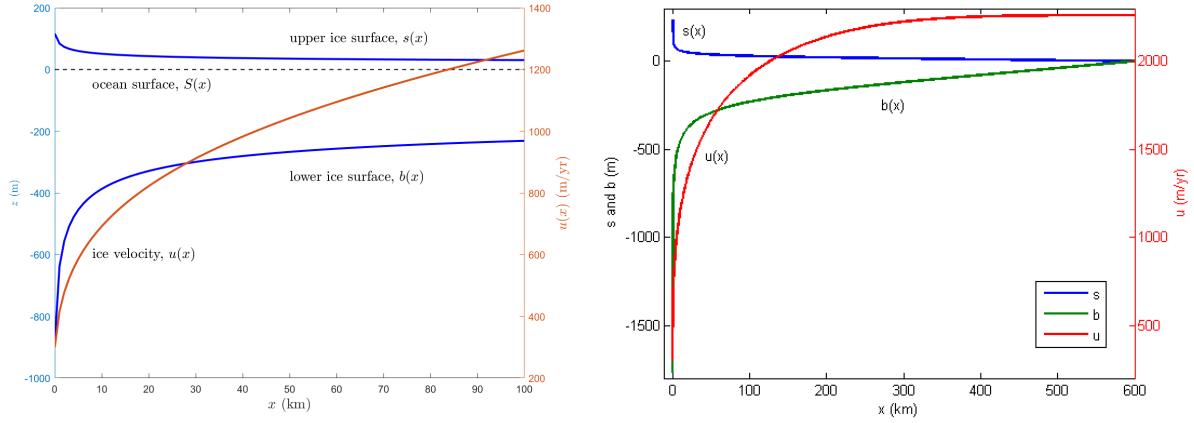 200
100
0
-200
-400
-600
-800
-1000
z (m)
upper ice surface, s(x)
ocean surface, S(x)
lower ice surface, b(x)
ice velocity, u(x)
1400
1200
1000
800
600
400
200
u(x) (m/yr)
0 10 20 30 40 50 60 70 80 90 100
x (km)
0
-500
-1000
-1500
s and b (m)
s(x)
b(x)
u(x)
s
b
u
2000
1500
1000
500
u (m/yr)
0 100 200 300 400 500 600
x (km)